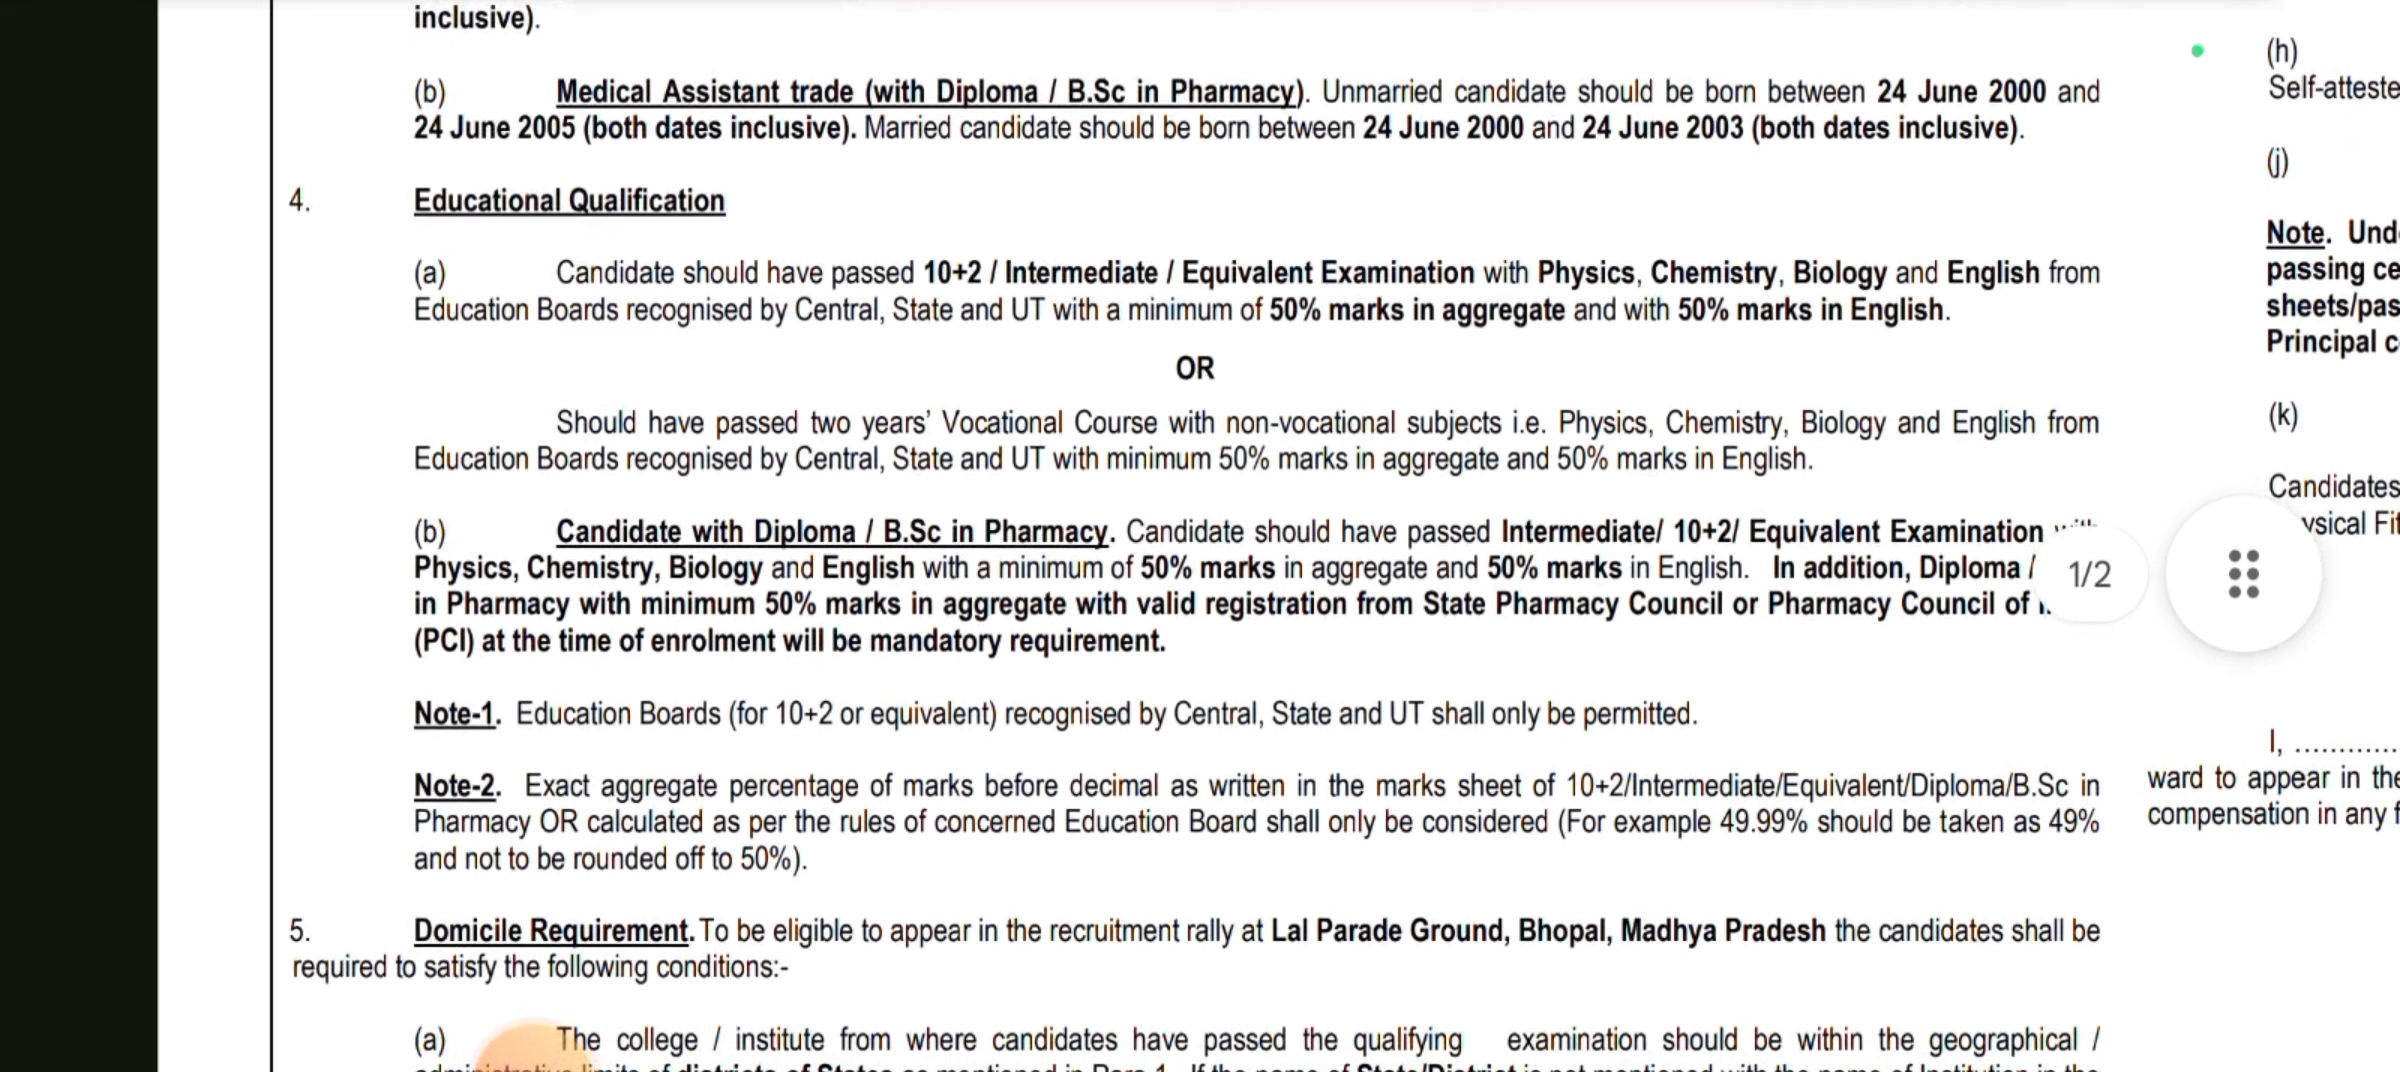 inclusive).
(b) Medical Assistant trade (with Diploma / B.Sc in Pharmacy). Unmarried candidate should be born between 24 June 2000 and
24 June 2005 (both dates inclusive). Married candidate should be born between 24 June 2000 and 24 June 2003 (both dates inclusive).
4. Educational Qualification
(a) Candidate should have passed 10+2 / Intermediate / Equivalent Examination with Physics, Chemistry, Biology and English from
Education Boards recognised by Central, State and UT with a minimum of 50% marks in aggregate and with 50% marks in English.
OR
Should have passed two years' Vocational Course with non-vocational subjects i.e. Physics, Chemistry, Biology and English from
Education Boards recognised by Central, State and UT with minimum 50% marks in aggregate and 50% marks in English.
(b) Candidate with Diploma / B.Sc in Pharmacy. Candidate should have passed Intermediate/ 10+2/ Equivalent Examination
Physics, Chemistry, Biology and English with a minimum of 50% marks in aggregate and 50% marks in English. In addition, Diploma /
in Pharmacy with minimum 50% marks in aggregate with valid registration from State Pharmacy Council or Pharmacy Council of
(PCI) at the time of enrolment will be mandatory requirement.
Note-1. Education Boards (for 10+2 or equivalent) recognised by Central, State and UT shall only be permitted.
Note-2. Exact aggregate percentage of marks before decimal as written in the marks sheet of 10+2/Intermediate/Equivalent/Diploma/B.Sc in
Pharmacy OR calculated as per the rules of concerned Education Board shall only be considered (For example 49.99% should be taken as 49%
and not to be rounded off to 50%).
5. Domicile Requirement. To be eligible to appear in the recruitment rally at Lal Parade Ground, Bhopal, Madhya Pradesh the candidates shall be
required to satisfy the following conditions:-
(a) The college / institute from where candidates have passed the qualifying examination should be within the geographical /
1/2
(h)
Self-atteste
(j)
Note. Und
passing ce
sheets/pas
Principal c
(k)
Candidates
ysical Fit
I, ............
ward to appear in the
compensation in any f